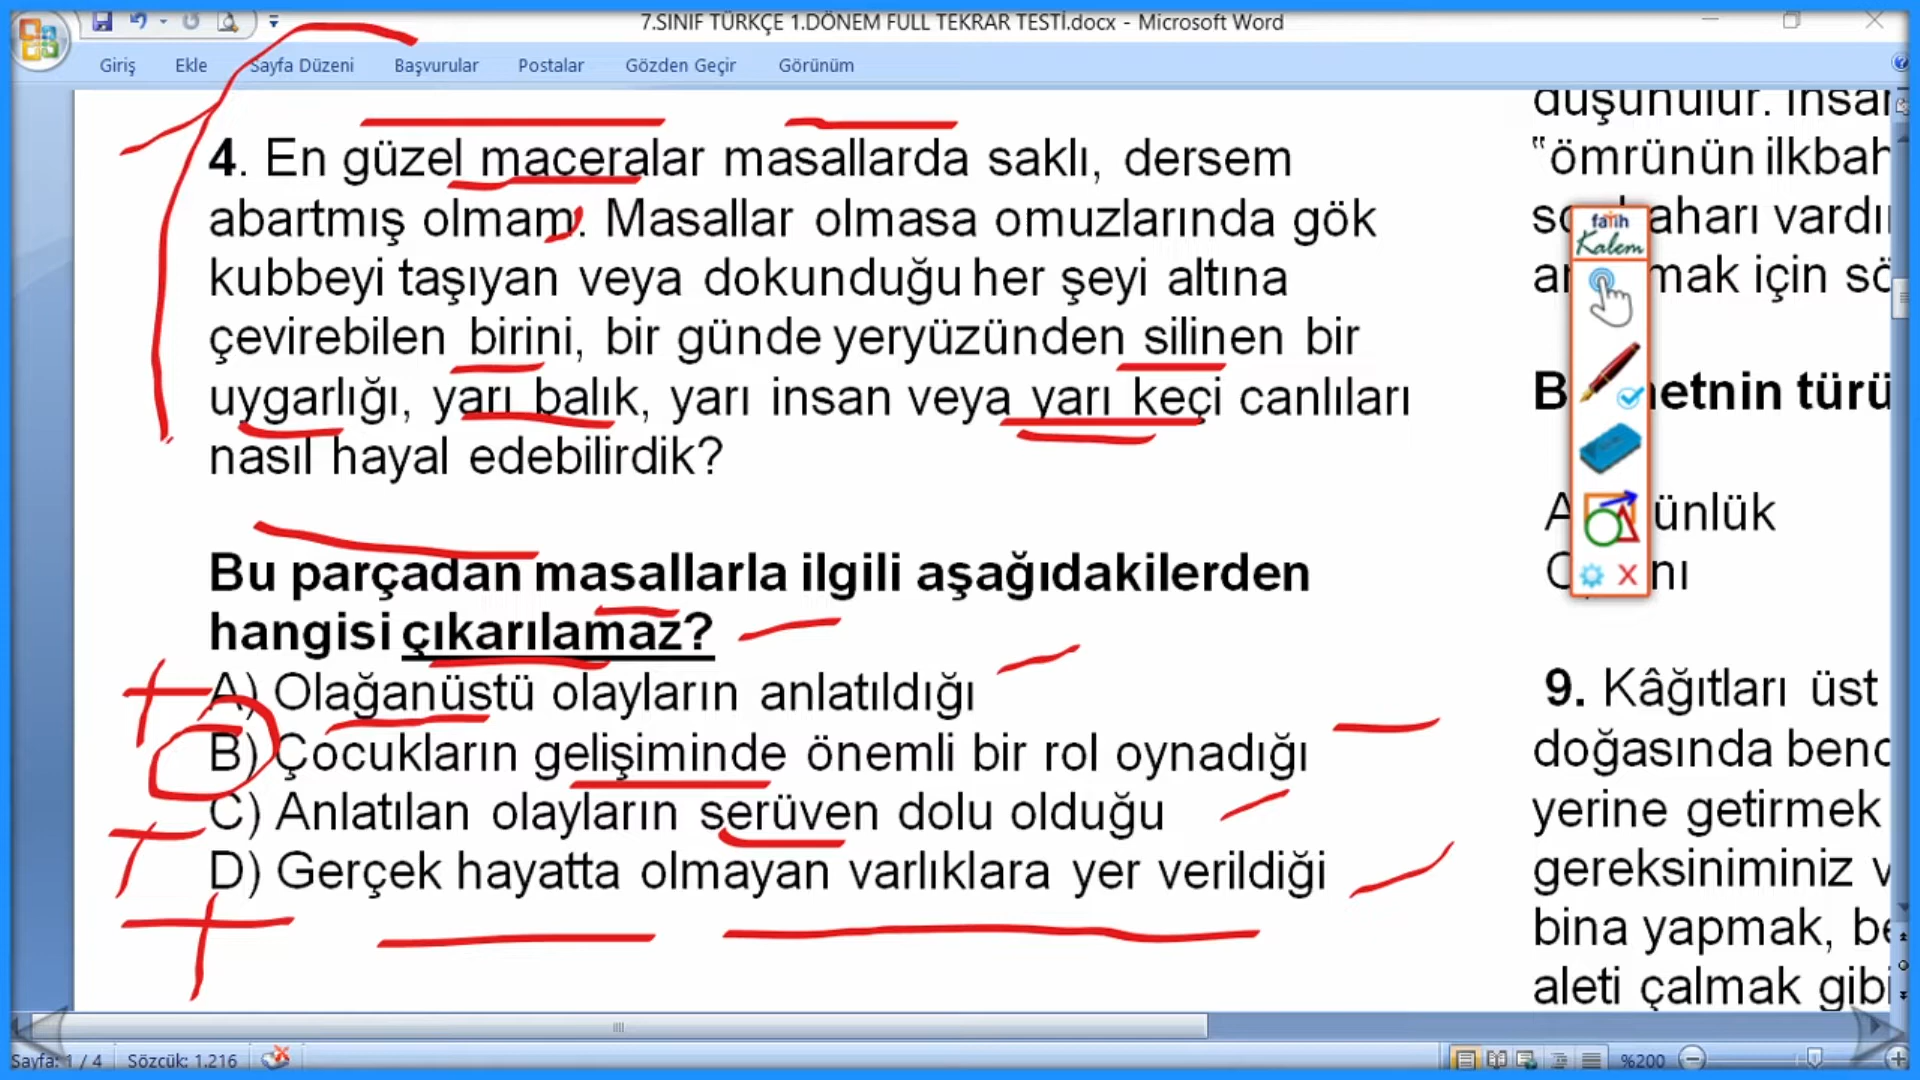 7.SINIF TÜRKÇE 1.DÖNEM FULL TEKRAR TESTİ.docx - Microsoft Word
Giriş Ekle Sayfa Düzeni Başvurular Postalar Gözden Geçir Görünüm
4. En güzel maceralar masallarda saklı, dersem
abartmış olmam. Masallar olmasa omuzlarında gök
kubbeyi taşıyan veya dokunduğu her şeyi altına
çevirebilen birini, bir günde yeryüzünden silinen bir
uygarlığı, yarı balık, yarı insan veya yarı keçi canlıları
nasıl hayal edebilirdik?
Bu parçadan masallarla ilgili aşağıdakilerden
hangisi çıkarılamaz?
A) Olağanüstü olayların anlatıldığı
B) Çocukların gelişiminde önemli bir rol oynadığı
C) Anlatılan olayların serüven dolu olduğu
D) Gerçek hayatta olmayan varlıklara yer verildiği
düşünülür. İnsa
"ömrünün ilkbah
aharı vardı
mak için sö
etnin türü
ünlük
nı
9. Kâğıtları üst
doğasında benc
yerine getirmek
gereksiniminiz v
bina yapmak, be
aleti çalmak gibi
fatih
Kalem
Sayfa: 1 / 4 Sözcük: 1.216 %200